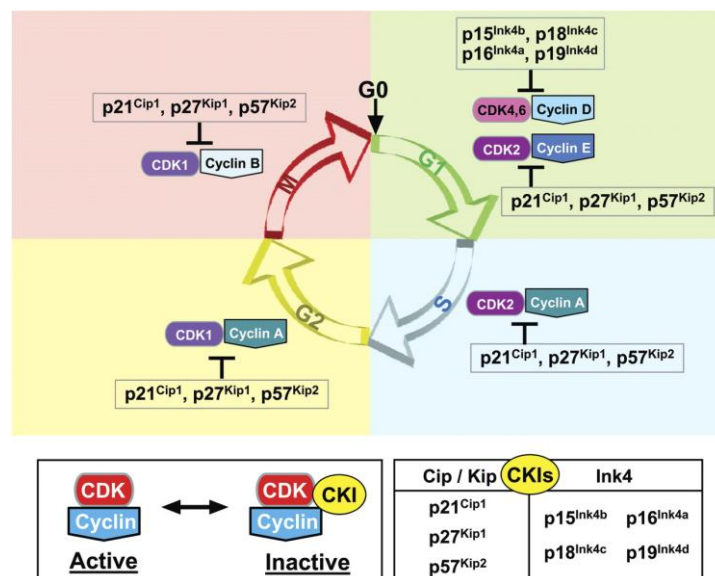 p15Ink4b, p18Ink4c
p16Ink4a, p19Ink4d
G0
CDK4,6 Cyclin D
p21Cip1, p27Kip1, p57Kip2
CDK2 Cyclin E
CDK1 Cyclin B
G1
M
p21Cip1, p27Kip1, p57Kip2
S
G2
CDK2 Cyclin A
CDK1 Cyclin A
p21Cip1, p27Kip1, p57Kip2
p21Cip1, p27Kip1, p57Kip2
CDK
Cyclin
Active
CDK CKI
Cyclin
Inactive
Cip / Kip CKIs Ink4
p21Cip1
p27Kip1
p57Kip2
p15Ink4b p16Ink4a
p18Ink4c p19Ink4d